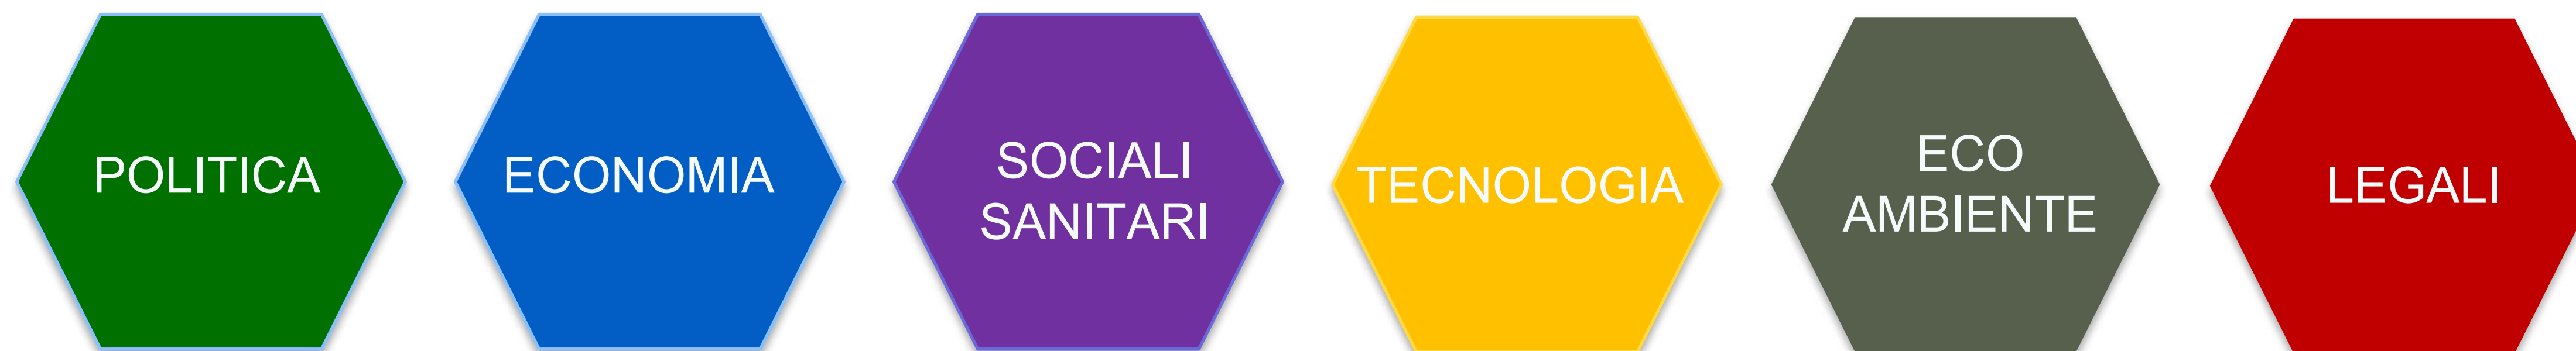 POLITICA
ECONOMIA
SOCIALI
SANITARI
TECNOLOGIA
ECO
AMBIENTE
LEGALI